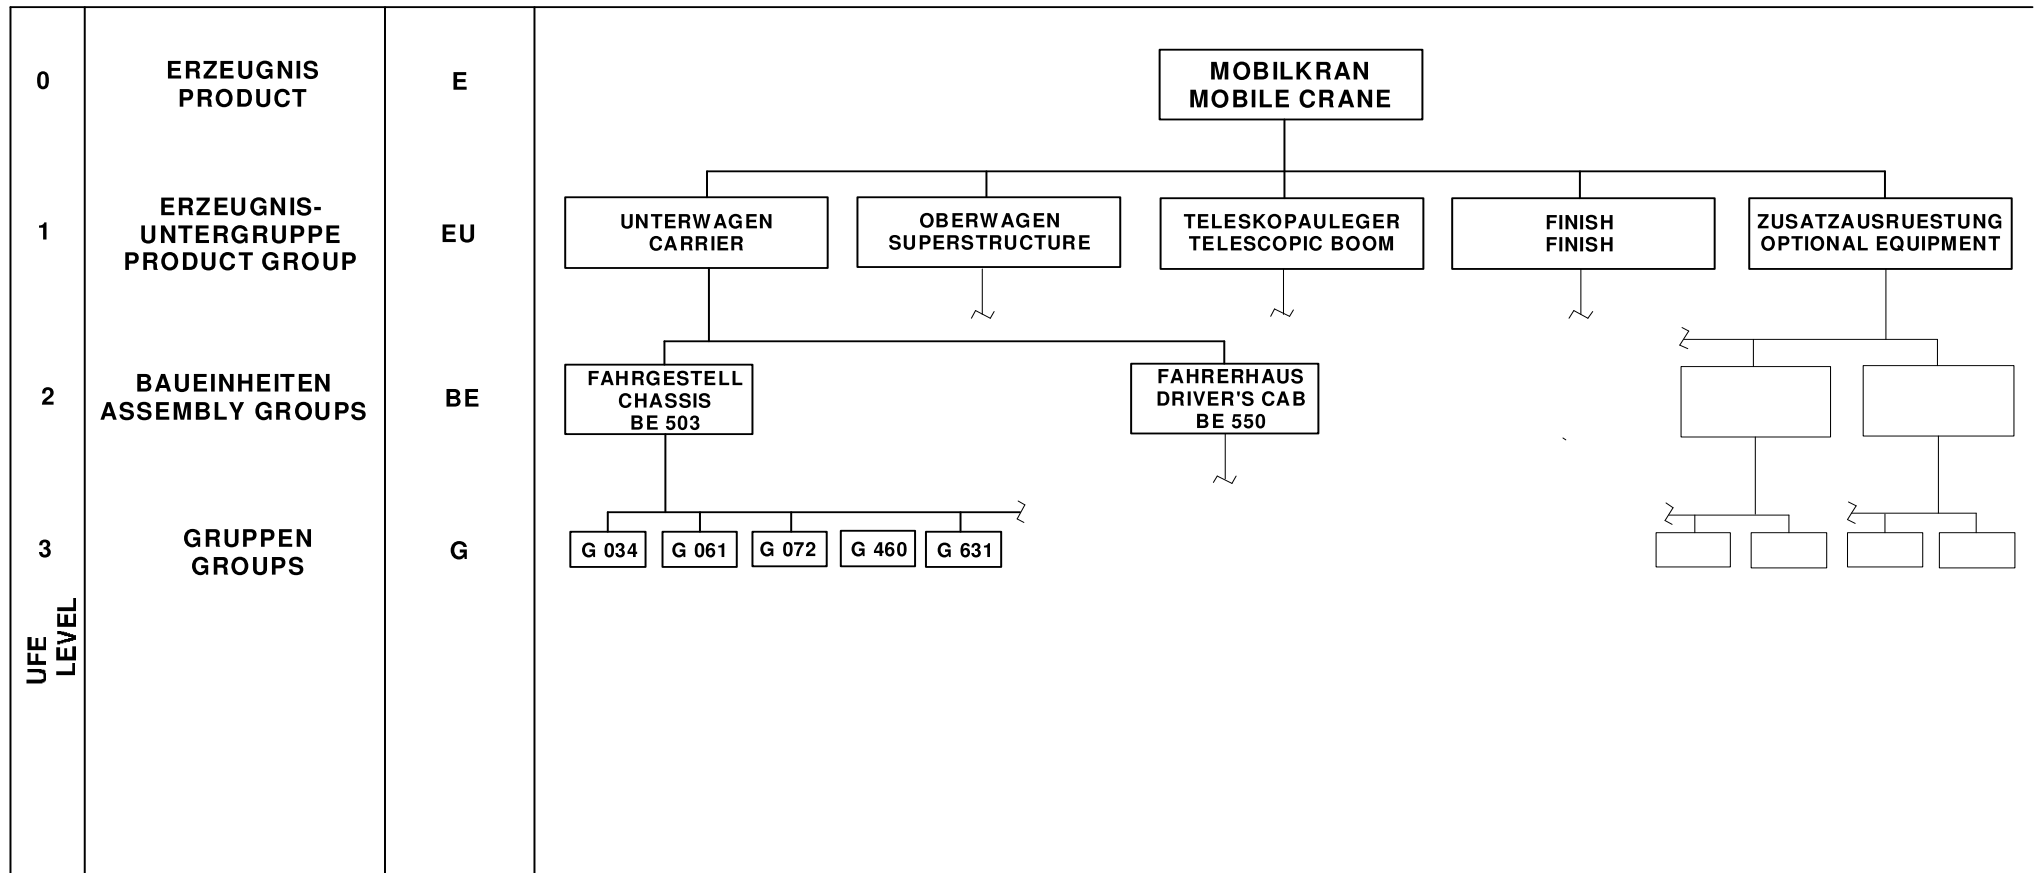 0
ERZEUGNIS
PRODUCT
E
MOBILKRAN
MOBILE CRANE
1
ERZEUGNIS-
UNTERGRUPPE
PRODUCT GROUP
EU
UNTERWAGEN
CARRIER
OBERWAGEN
SUPERSTRUCTURE
TELESKOPAULEGER
TELESCOPIC BOOM
FINISH
FINISH
ZUSATZAUSRUESTUNG
OPTIONAL EQUIPMENT
2
BAUEINHEITEN
ASSEMBLY GROUPS
BE
FAHRGESTELL
CHASSIS
BE 503
FAHRERHAUS
DRIVER'S CAB
BE 550
3
GRUPPEN
GROUPS
G
G 034
G 061
G 072
G 460
G 631
UFE
LEVEL